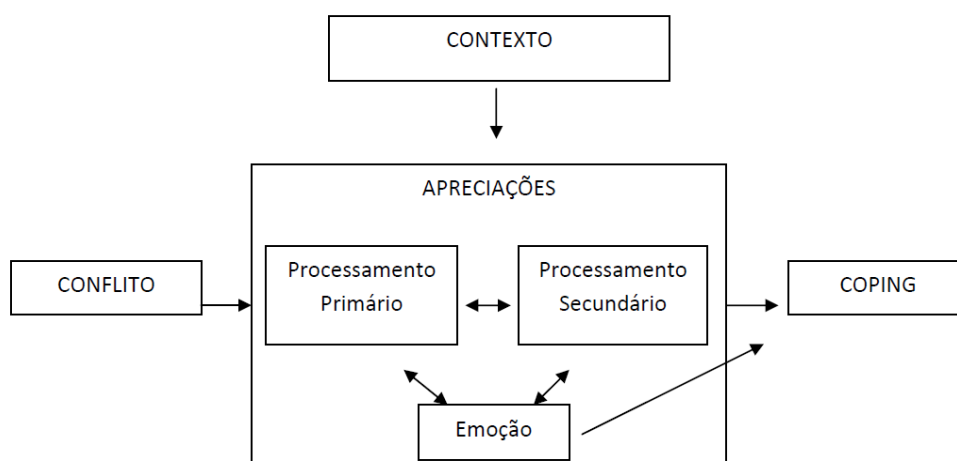 CONTEXTO
APRECIAÇÕES
CONFLITO
Processamento
Primário
Processamento
Secundário
COPING
Emoção